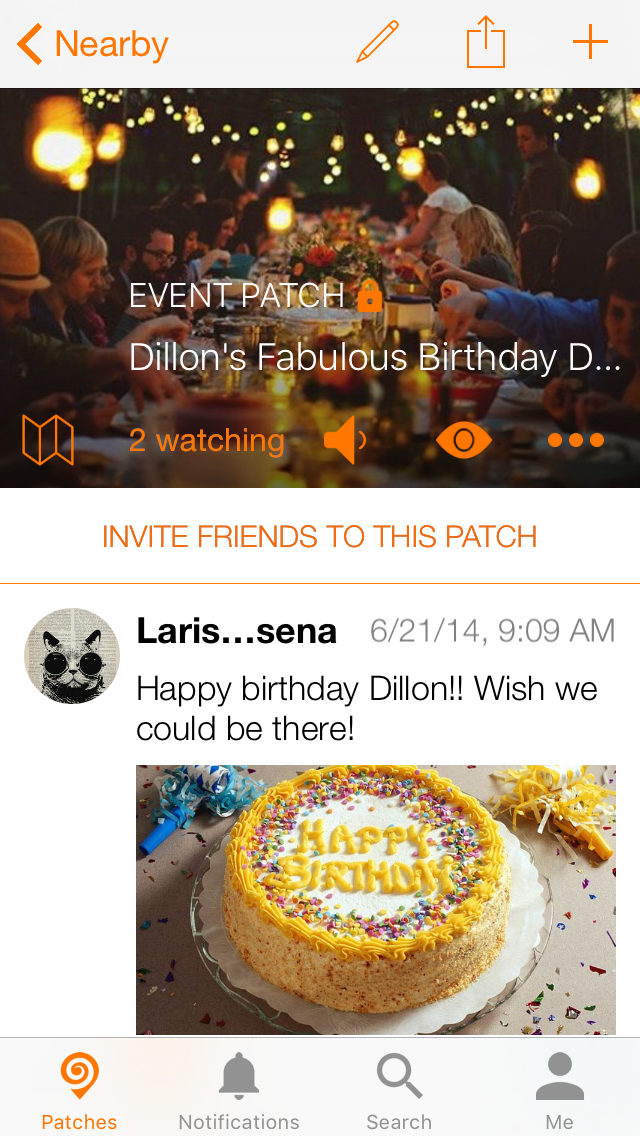 Nearby
EVENT PATCH
Dillon's Fabulous Birthday D...
2 watching
INVITE FRIENDS TO THIS PATCH
Laris...sena
6/21/14, 9:09 AM
Happy birthday Dillon!! Wish we
could be there!
HAPPY
BIRTHDAY
Patches
Notifications
Search
Me